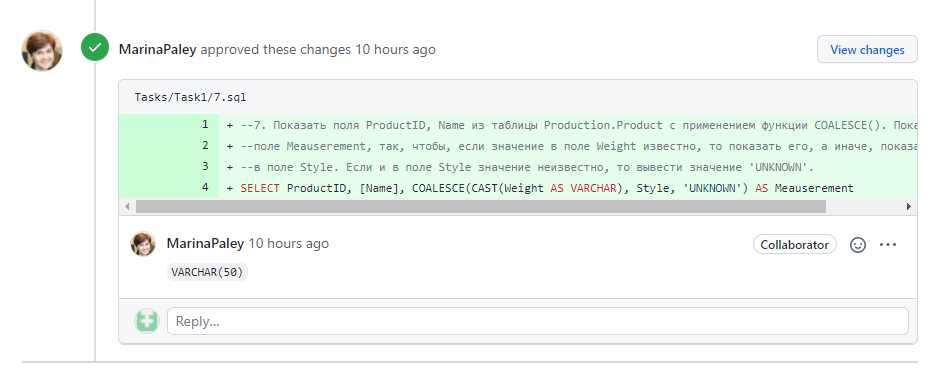 MarinaPaley approved these changes 10 hours ago
View changes
Tasks/Task1/7.sql
1 + --7. Показать поля ProductID, Name из таблицы Production.Product с применением функции COALESCE(). Пока
2 + --поле Meauserement, так, чтобы, если значение в поле Weight известно, то показать его, а иначе, показа
3 + --в поле Style. Если и в поле Style значение неизвестно, то вывести значение 'UNKNOWN'.
4 + SELECT ProductID, [Name], COALESCE(CAST(Weight AS VARCHAR), Style, 'UNKNOWN') AS Meauserement
MarinaPaley 10 hours ago
Collaborator
VARCHAR(50)
Reply...